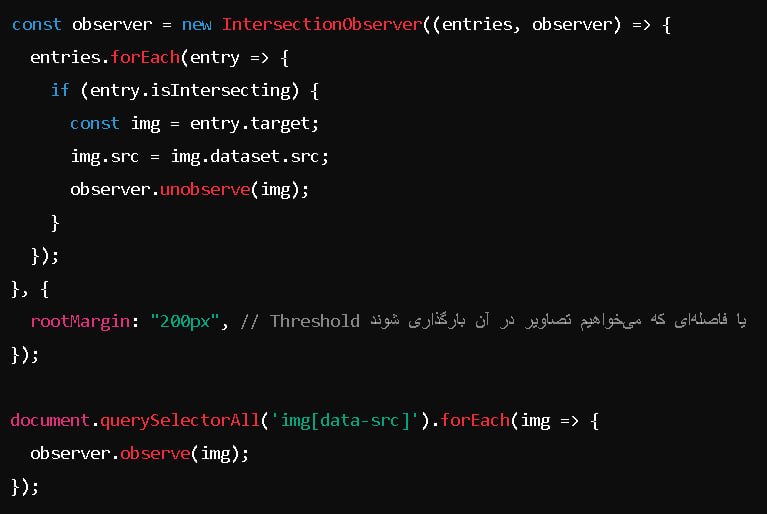 const observer = new IntersectionObserver((entries, observer) => {
  entries.forEach(entry => {
    if (entry.isIntersecting) {
      const img = entry.target;
      img.src = img.dataset.src;
      observer.unobserve(img);
    }
  });
}, {
  rootMargin: "200px", // Threshold یا فاصله‌ای که می‌خواهیم تصاویر در آن بارگذاری شوند
});

document.querySelectorAll('img[data-src]').forEach(img => {
  observer.observe(img);
});